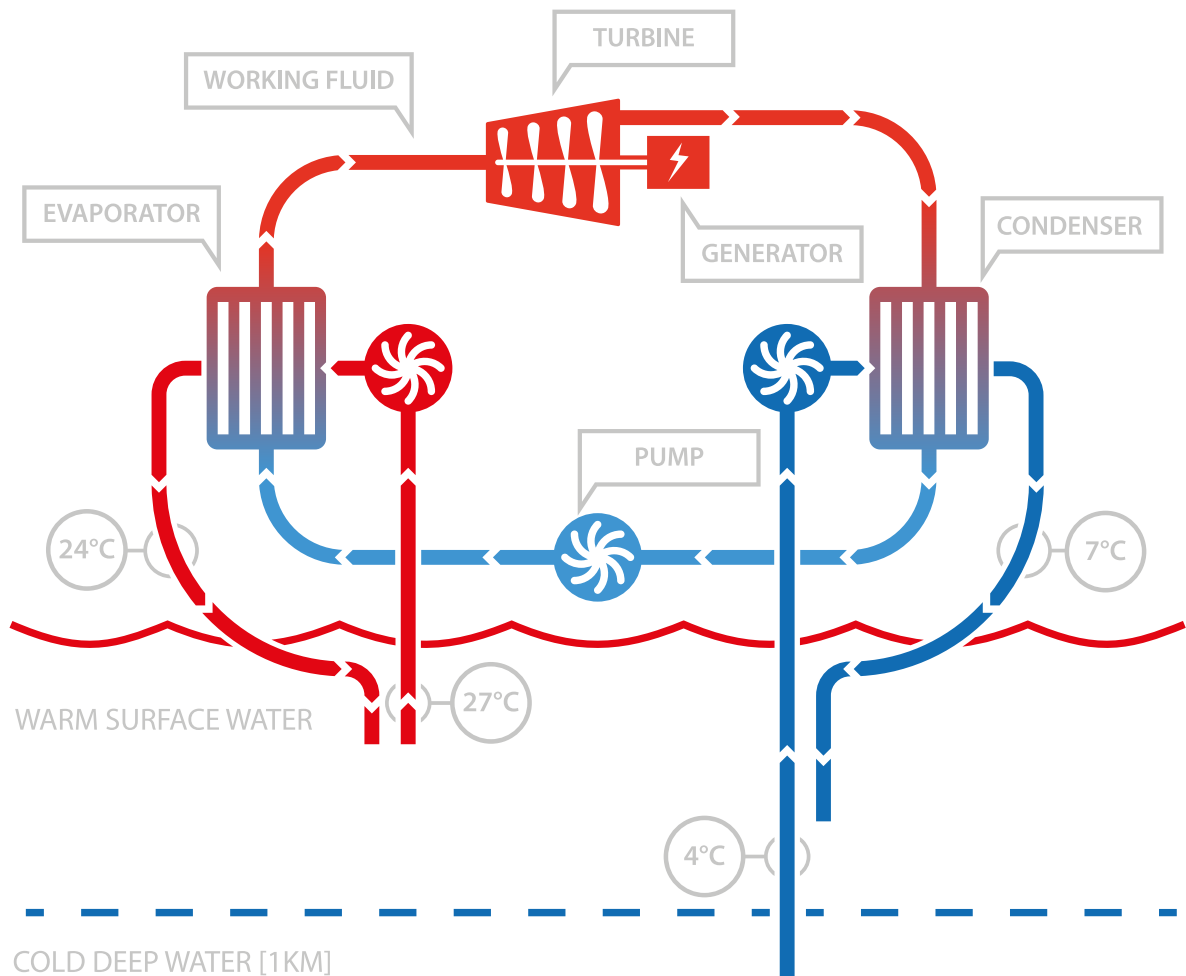 TURBINE
WORKING FLUID
EVAPORATOR
CONDENSER
GENERATOR
PUMP
24°C
7°C
27°C
WARM SURFACE WATER
4°C
COLD DEEP WATER [1KM]